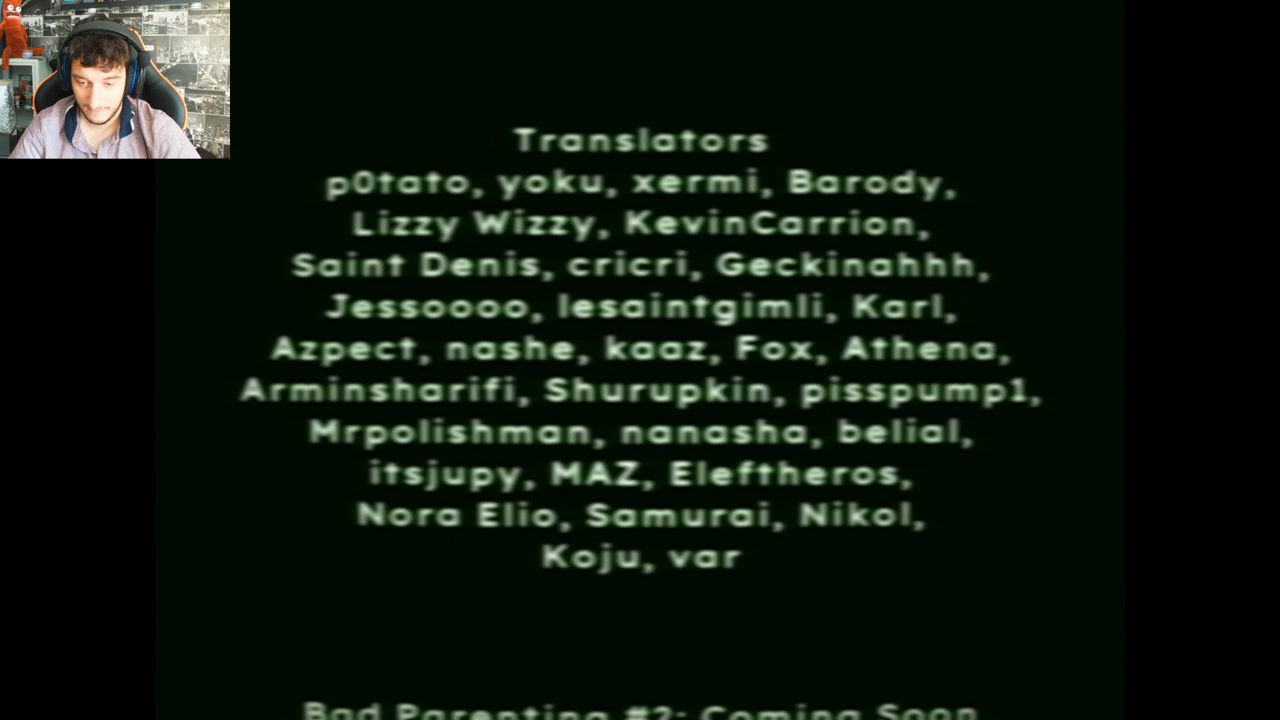 Translators
p0tato, yoku, xermi, Barody,
Lizzy Wizzy, KevinCarrion,
Saint Denis, cricri, Geckinahhh,
Jessoooo, lesaintgimli, Karl,
Azpect, nashe, kaaz, Fox, Athena,
Arminsharifi, Shurupkin, pisspump1,
Mrpolishman, nanasha, belial,
itsjupy, MAZ, Eleftheros,
Nora Elio, Samurai, Nikol,
Koju, var
Bad Parenting #2: Coming Soon